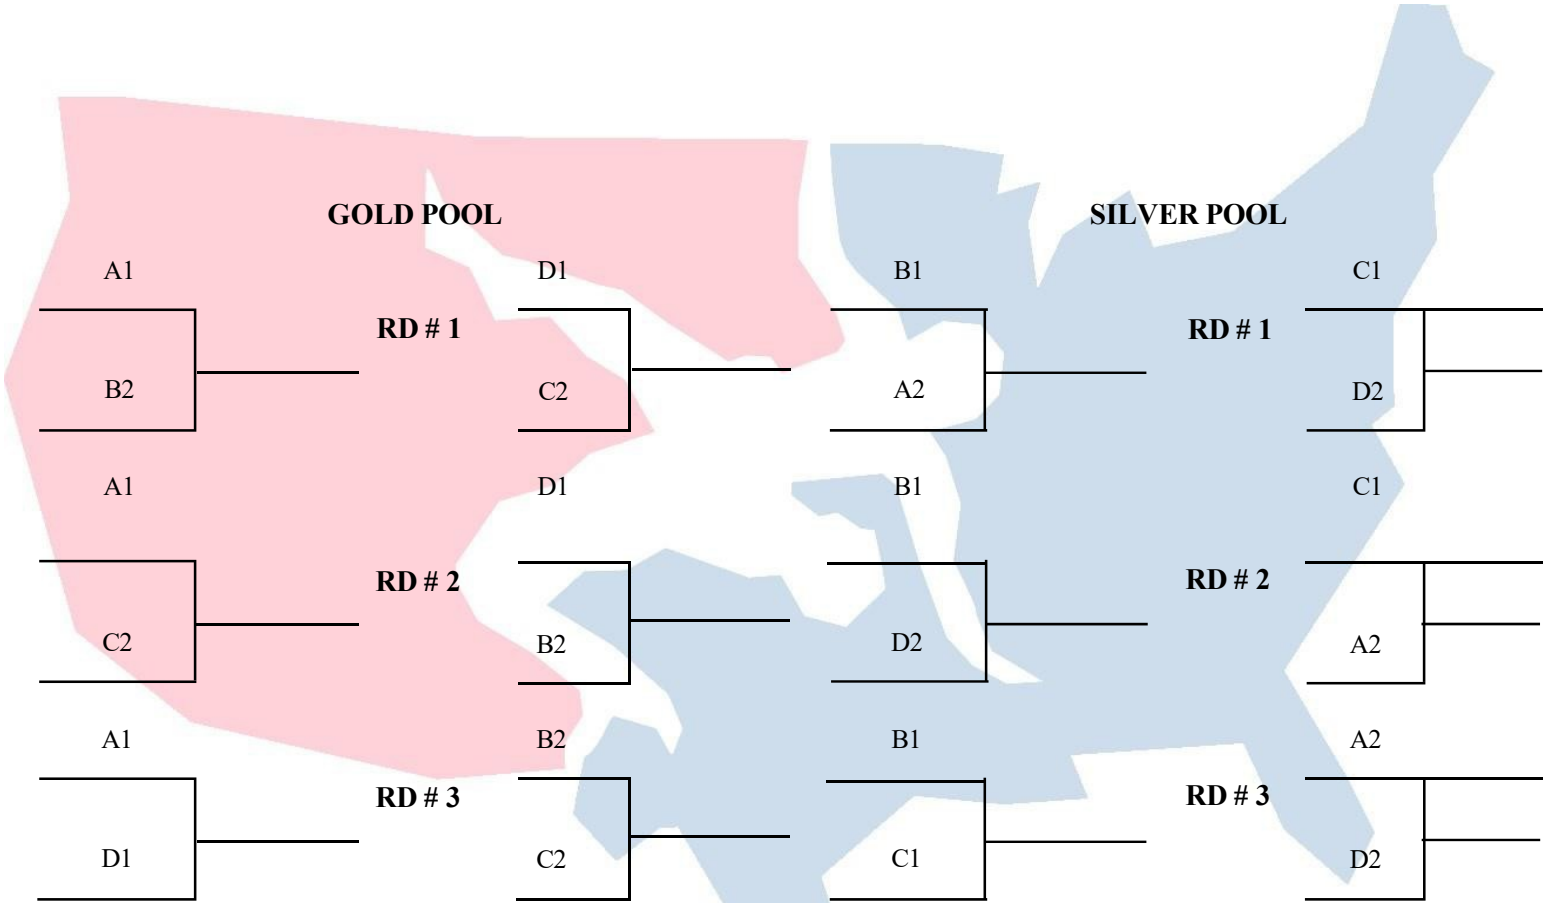 GOLD POOL SILVER POOL
A1 D1 B1 C1
RD # 1 RD # 1
B2 C2 A2 D2
A1 D1 B1 C1
RD # 2 RD # 2
C2 B2 D2 A2
A1 B2 B1 A2
RD # 3 RD # 3
D1 C2 C1 D2